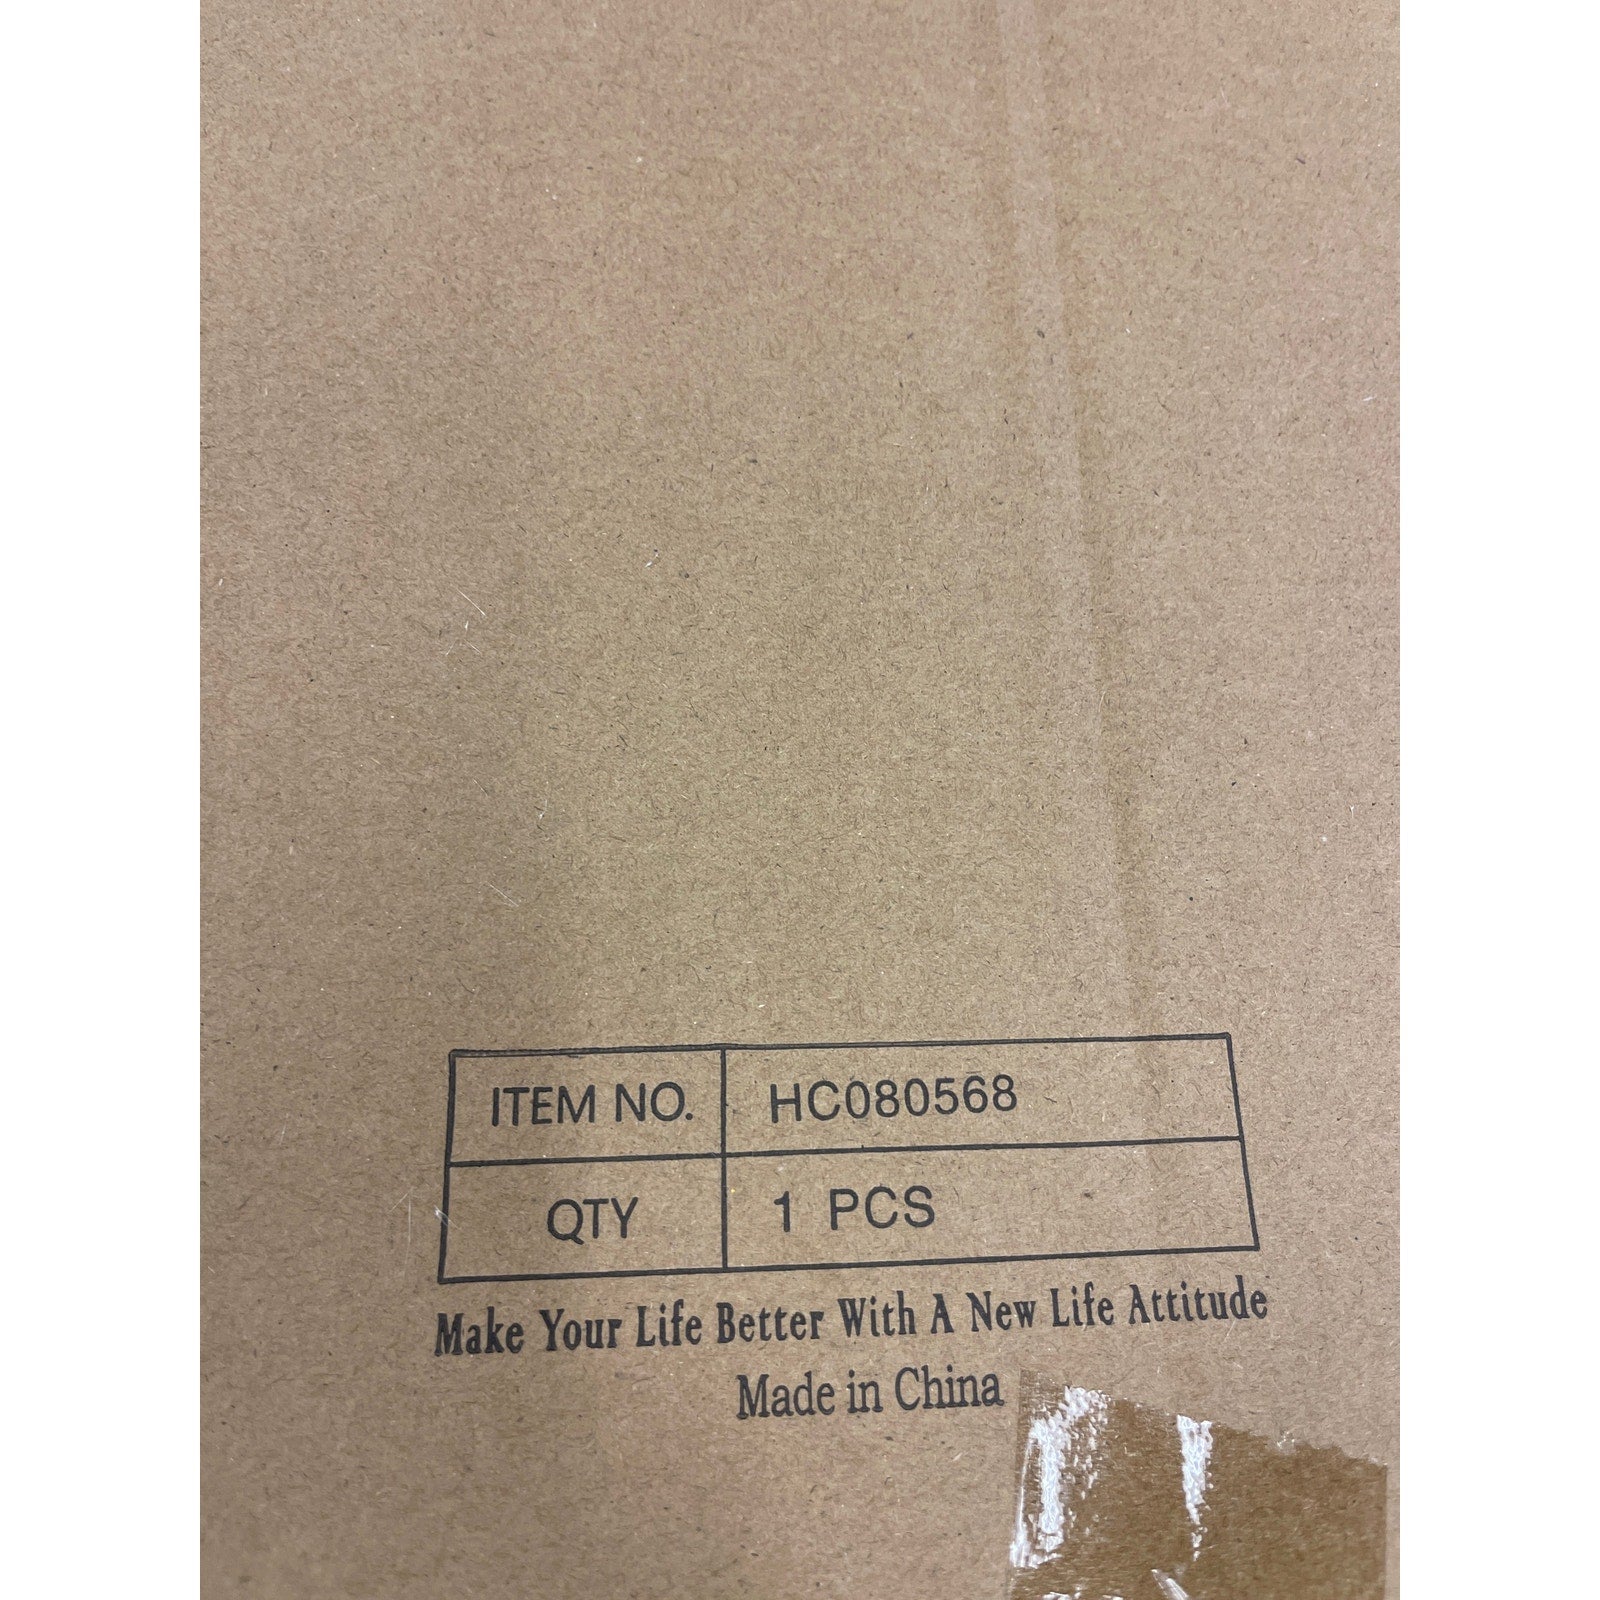 ITEM NO. HC080568
QTY 1 PCS
Make Your Life Better With A New Life Attitude
Made in China